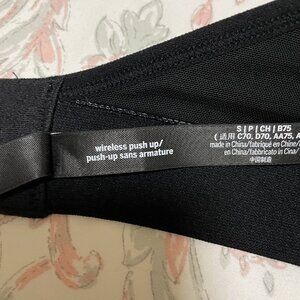 wireless push up/
push-up sans armature
S | P | CH | B75
(适用 C70, D70, AA75, A
made in China/fabriqué en Chine/
en China/fabbricato in Cina/
中国制造